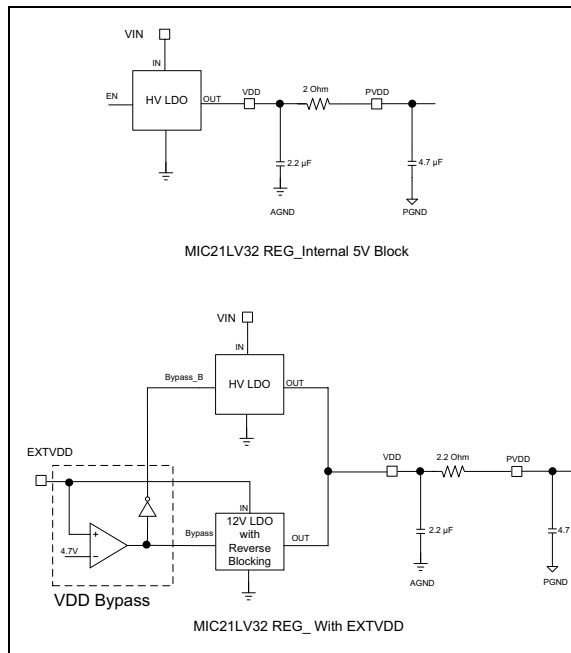 VIN
IN
EN
HV LDO
OUT
VDD
2 Ohm
PVDD
2.2 µF
4.7 µF
AGND
PGND
MIC21LV32 REG_Internal 5V Block
VIN
IN
Bypass_B
HV LDO
OUT
EXTVDD
VDD
2.2 Ohm
PVDD
IN
12V LDO
with
Reverse
Blocking
Bypass
OUT
+
4.7V
−
2.2 µF
4.7
AGND
PGND
VDD Bypass
MIC21LV32 REG_ With EXTVDD